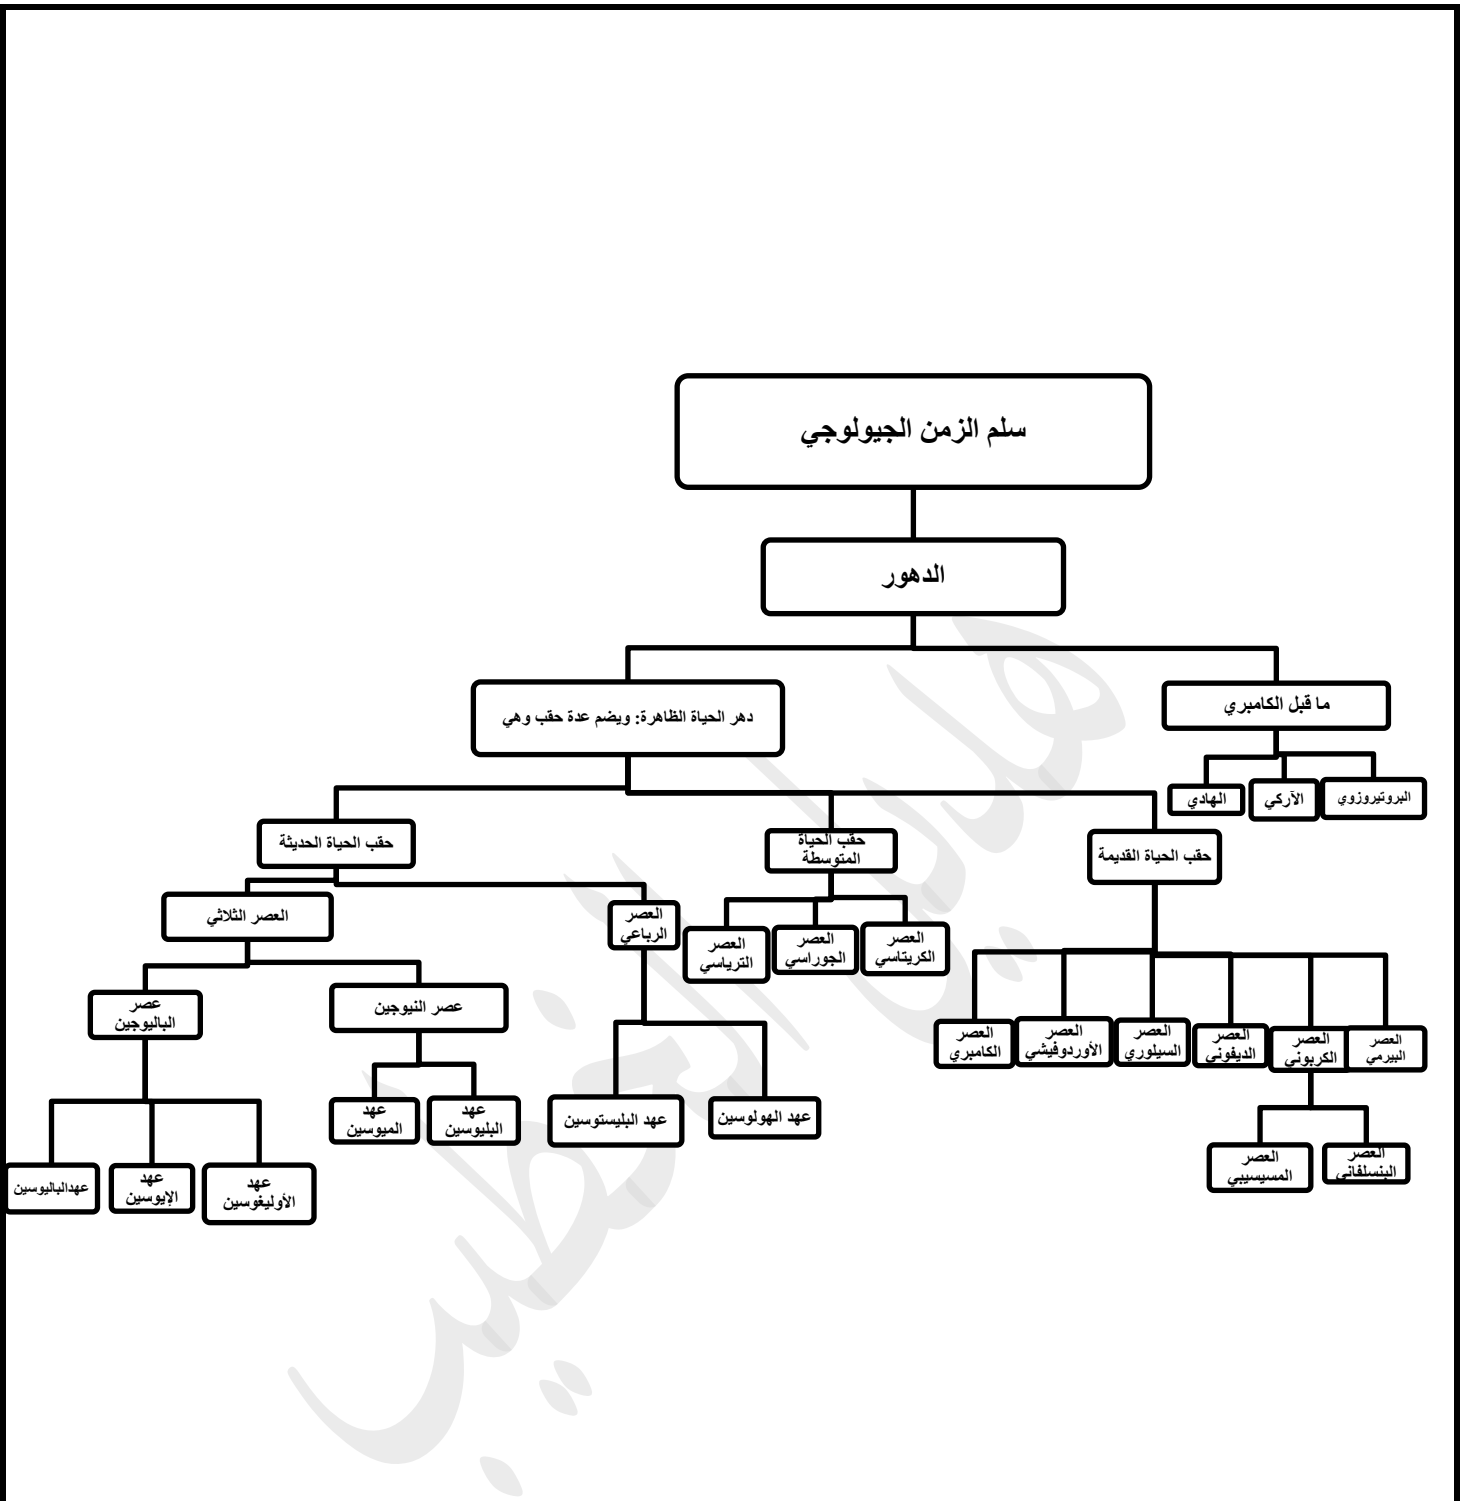 سلم الزمن الجيولوجي
الدهور
ما قبل الكامبري
دهر الحياة الظاهرة: ويضم عدة حقب وهي
البروتيروزوي
الآركي
الهادي
حقب الحياة القديمة
حقب الحياة
المتوسطة
حقب الحياة الحديثة
العصر
البيرمي
العصر
الكربوني
العصر
الديفوني
العصر
السيلوري
العصر
الأوردوفيشي
العصر
الكامبري
العصر
البنسلفاني
العصر
المسيسيبي
العصر
الكريتاسي
العصر
الجوراسي
العصر
الترياسي
العصر
الرباعي
العصر الثلاثي
عهد الهولوسين
عهد البليستوسين
عصر النيوجين
عصر
الباليوجين
عهد
البليوسين
عهد
الميوسين
عهد
الأوليغوسين
عهد
الإيوسين
عهدالباليوسين